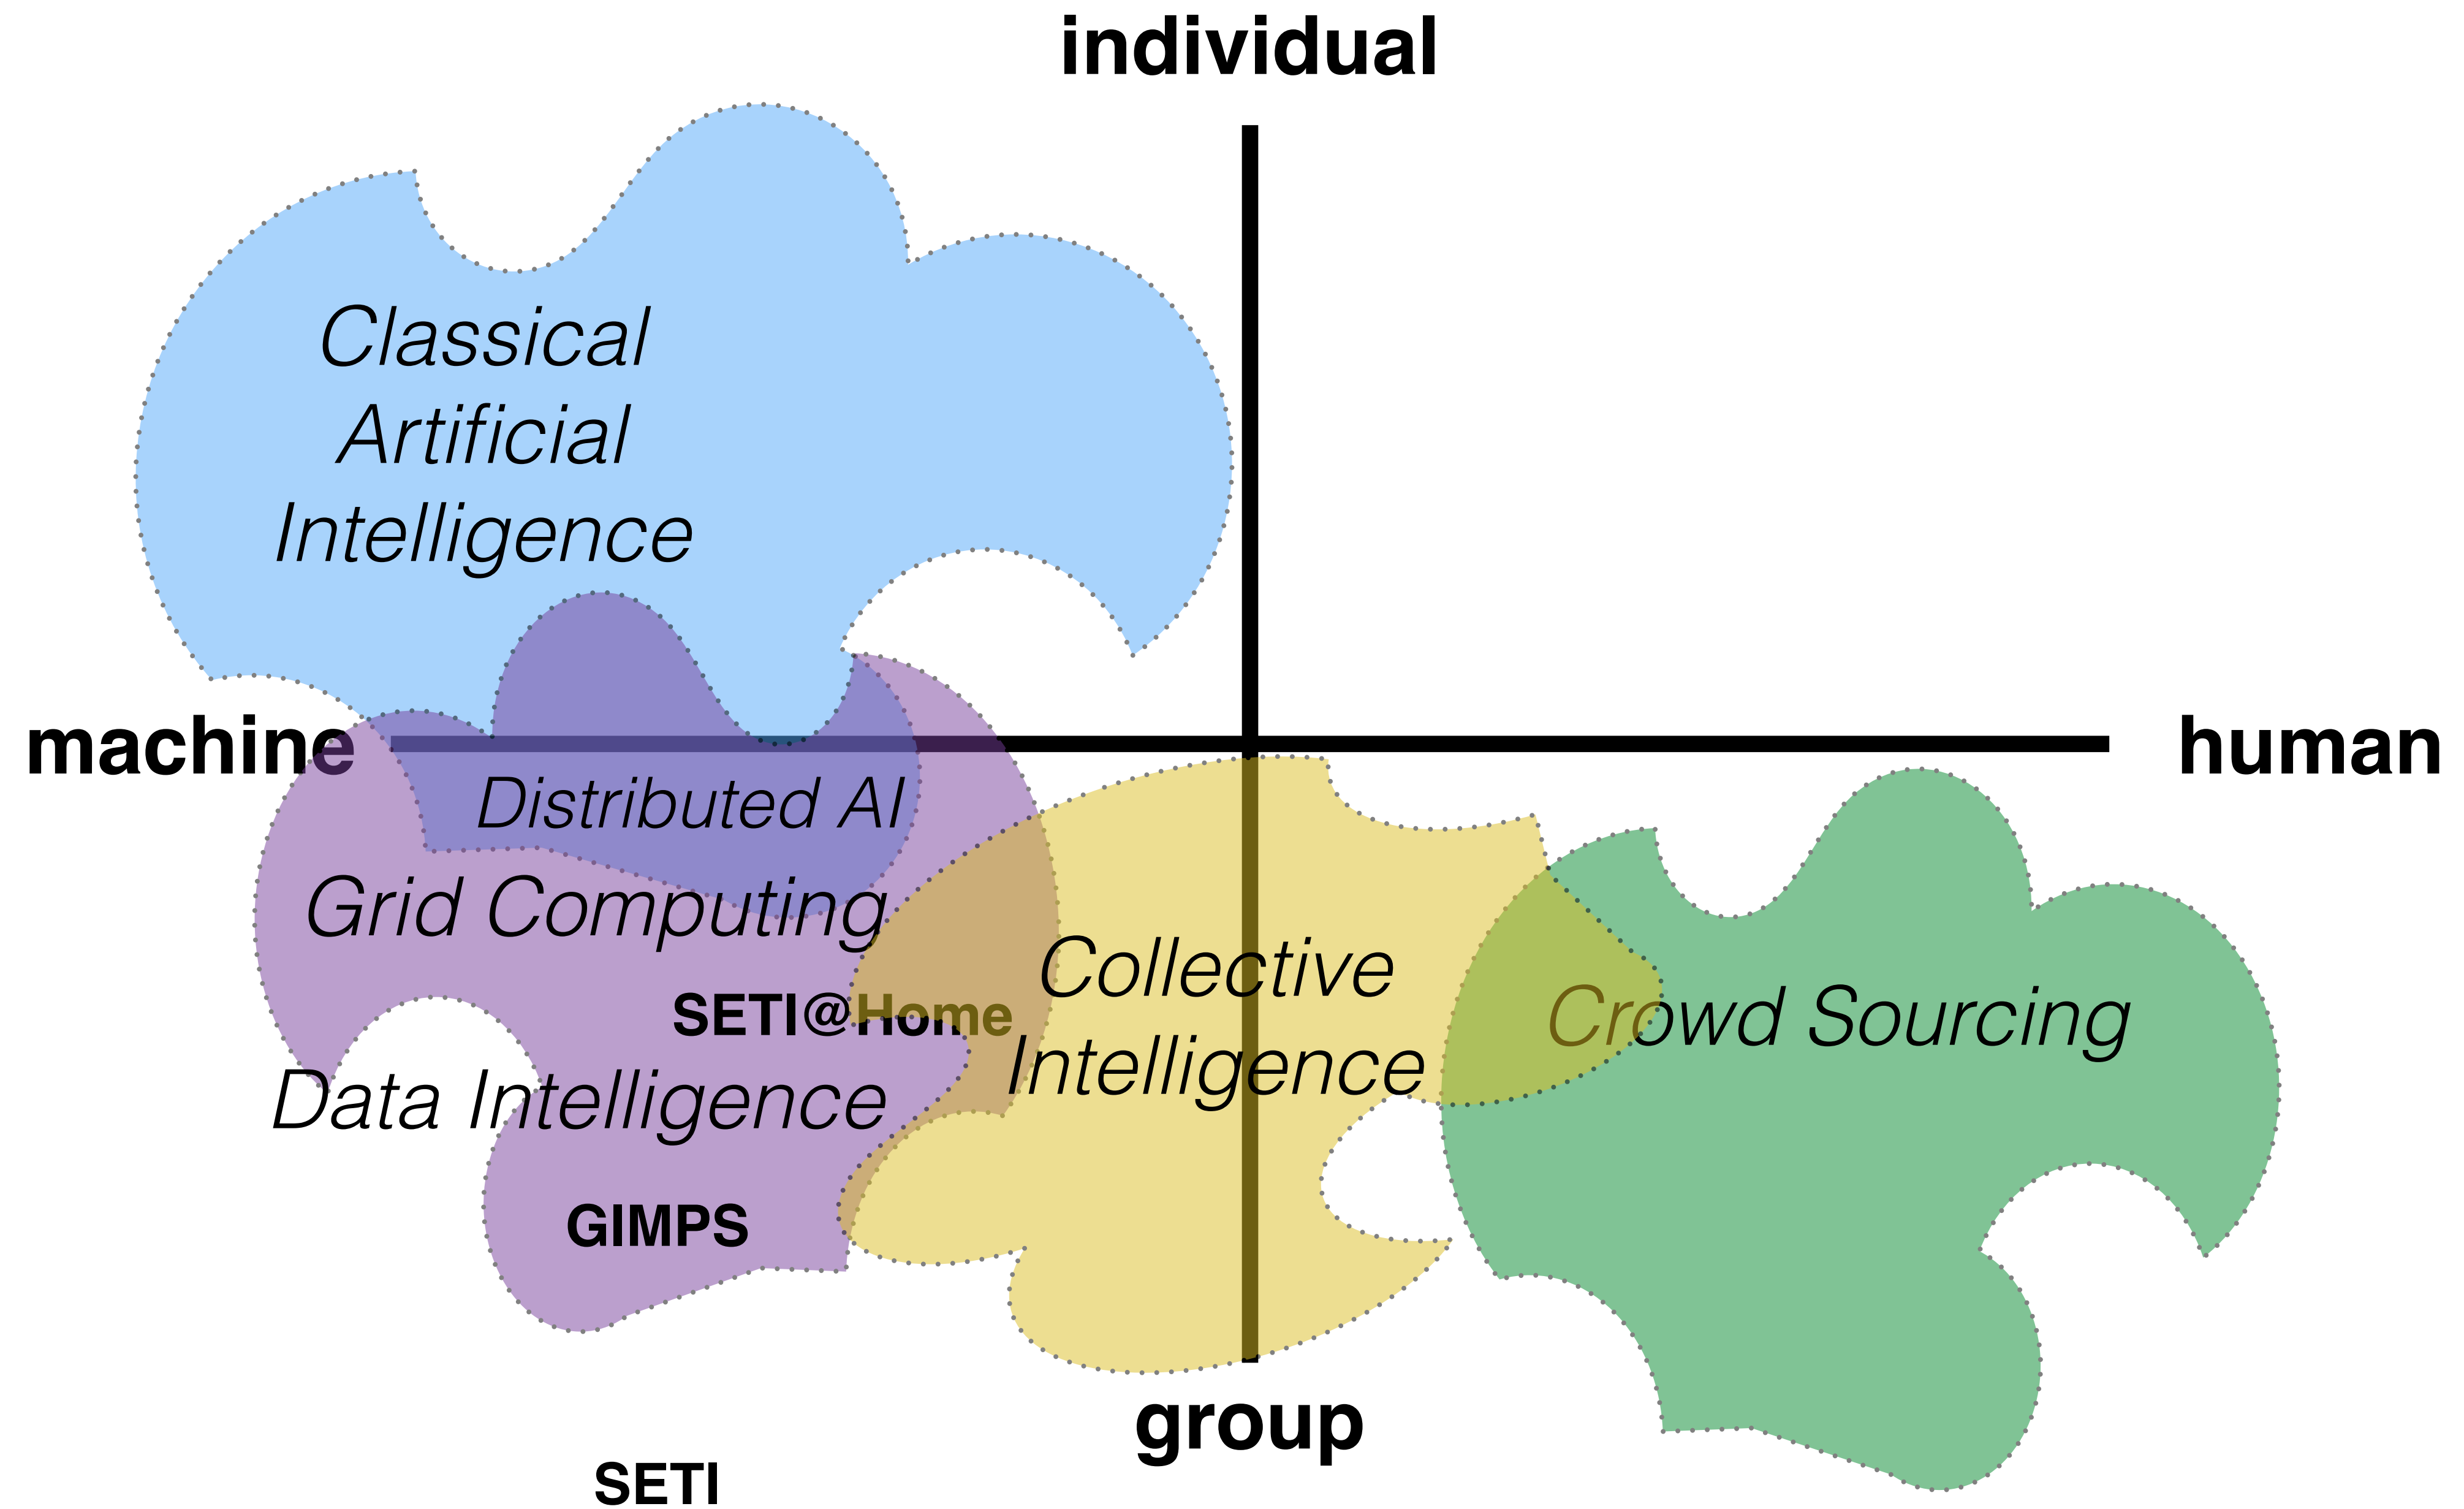 individual
Classical
Artificial
Intelligence
machine
human
Distributed AI
Grid Computing
Collective
Intelligence
SETI@Home
Crowd Sourcing
Data Intelligence
GIMPS
group
SETI